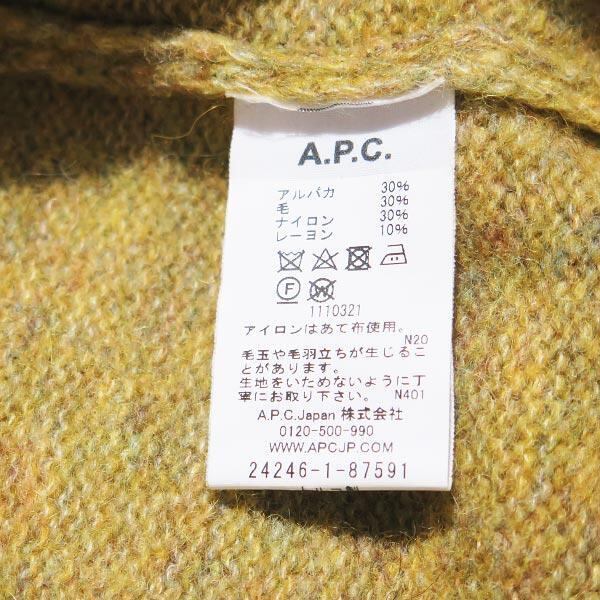 A.P.C.
アルパカ 30%
毛 30%
ナイロン 30%
レーヨン 10%
F W
1110321
アイロンはあて布使用。
N20
毛玉や毛羽立ちが生じるこ
とがあります。
生地をいためないように丁
寧にお取り下さい。 N401
A.P.C.Japan 株式会社
0120-500-990
WWW.APCJP.COM
24246-1-87591